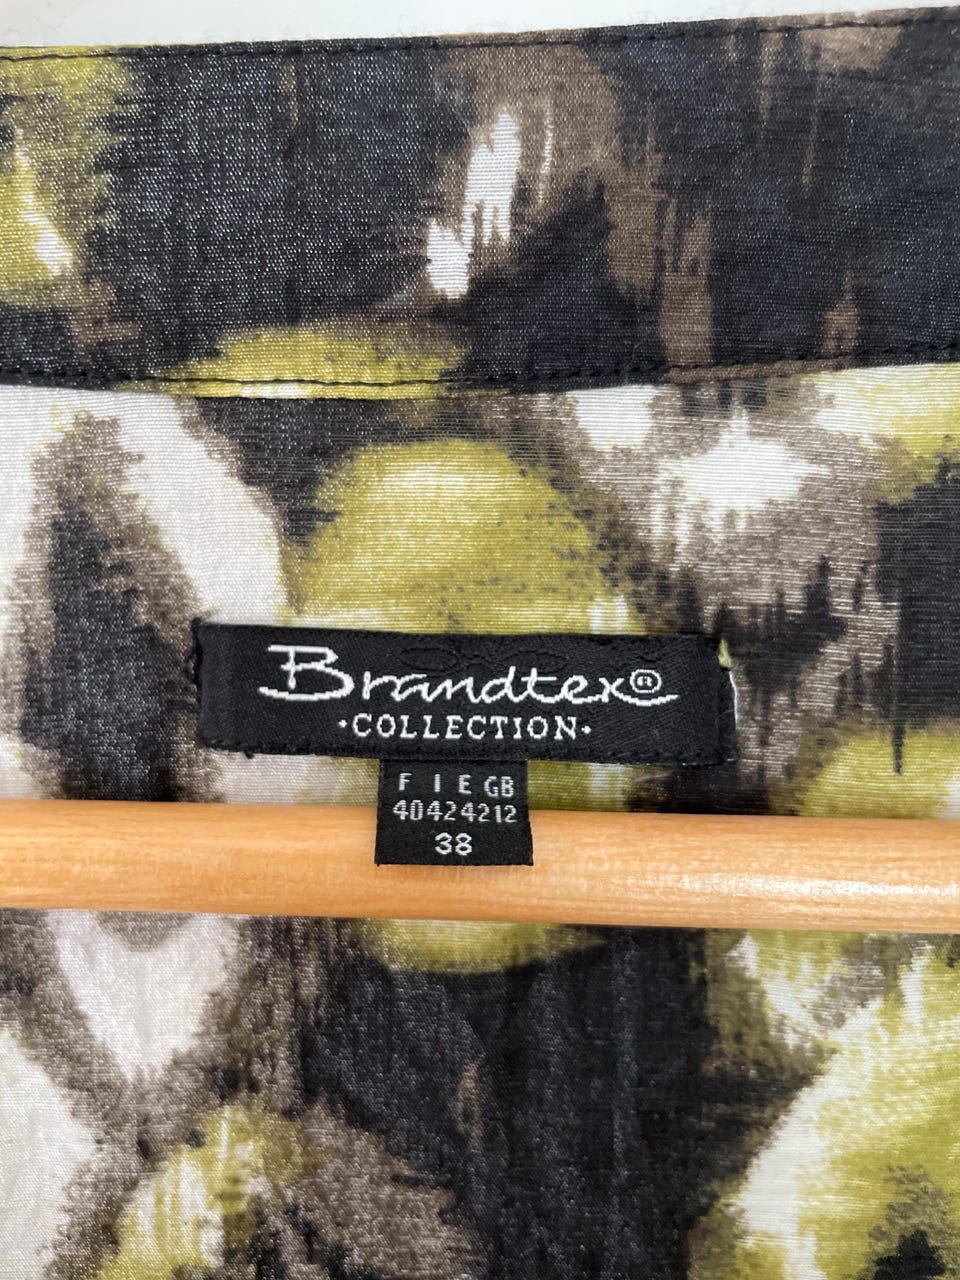 Brandtex®
·COLLECTION·
F I E GB
40 42 42 12
38